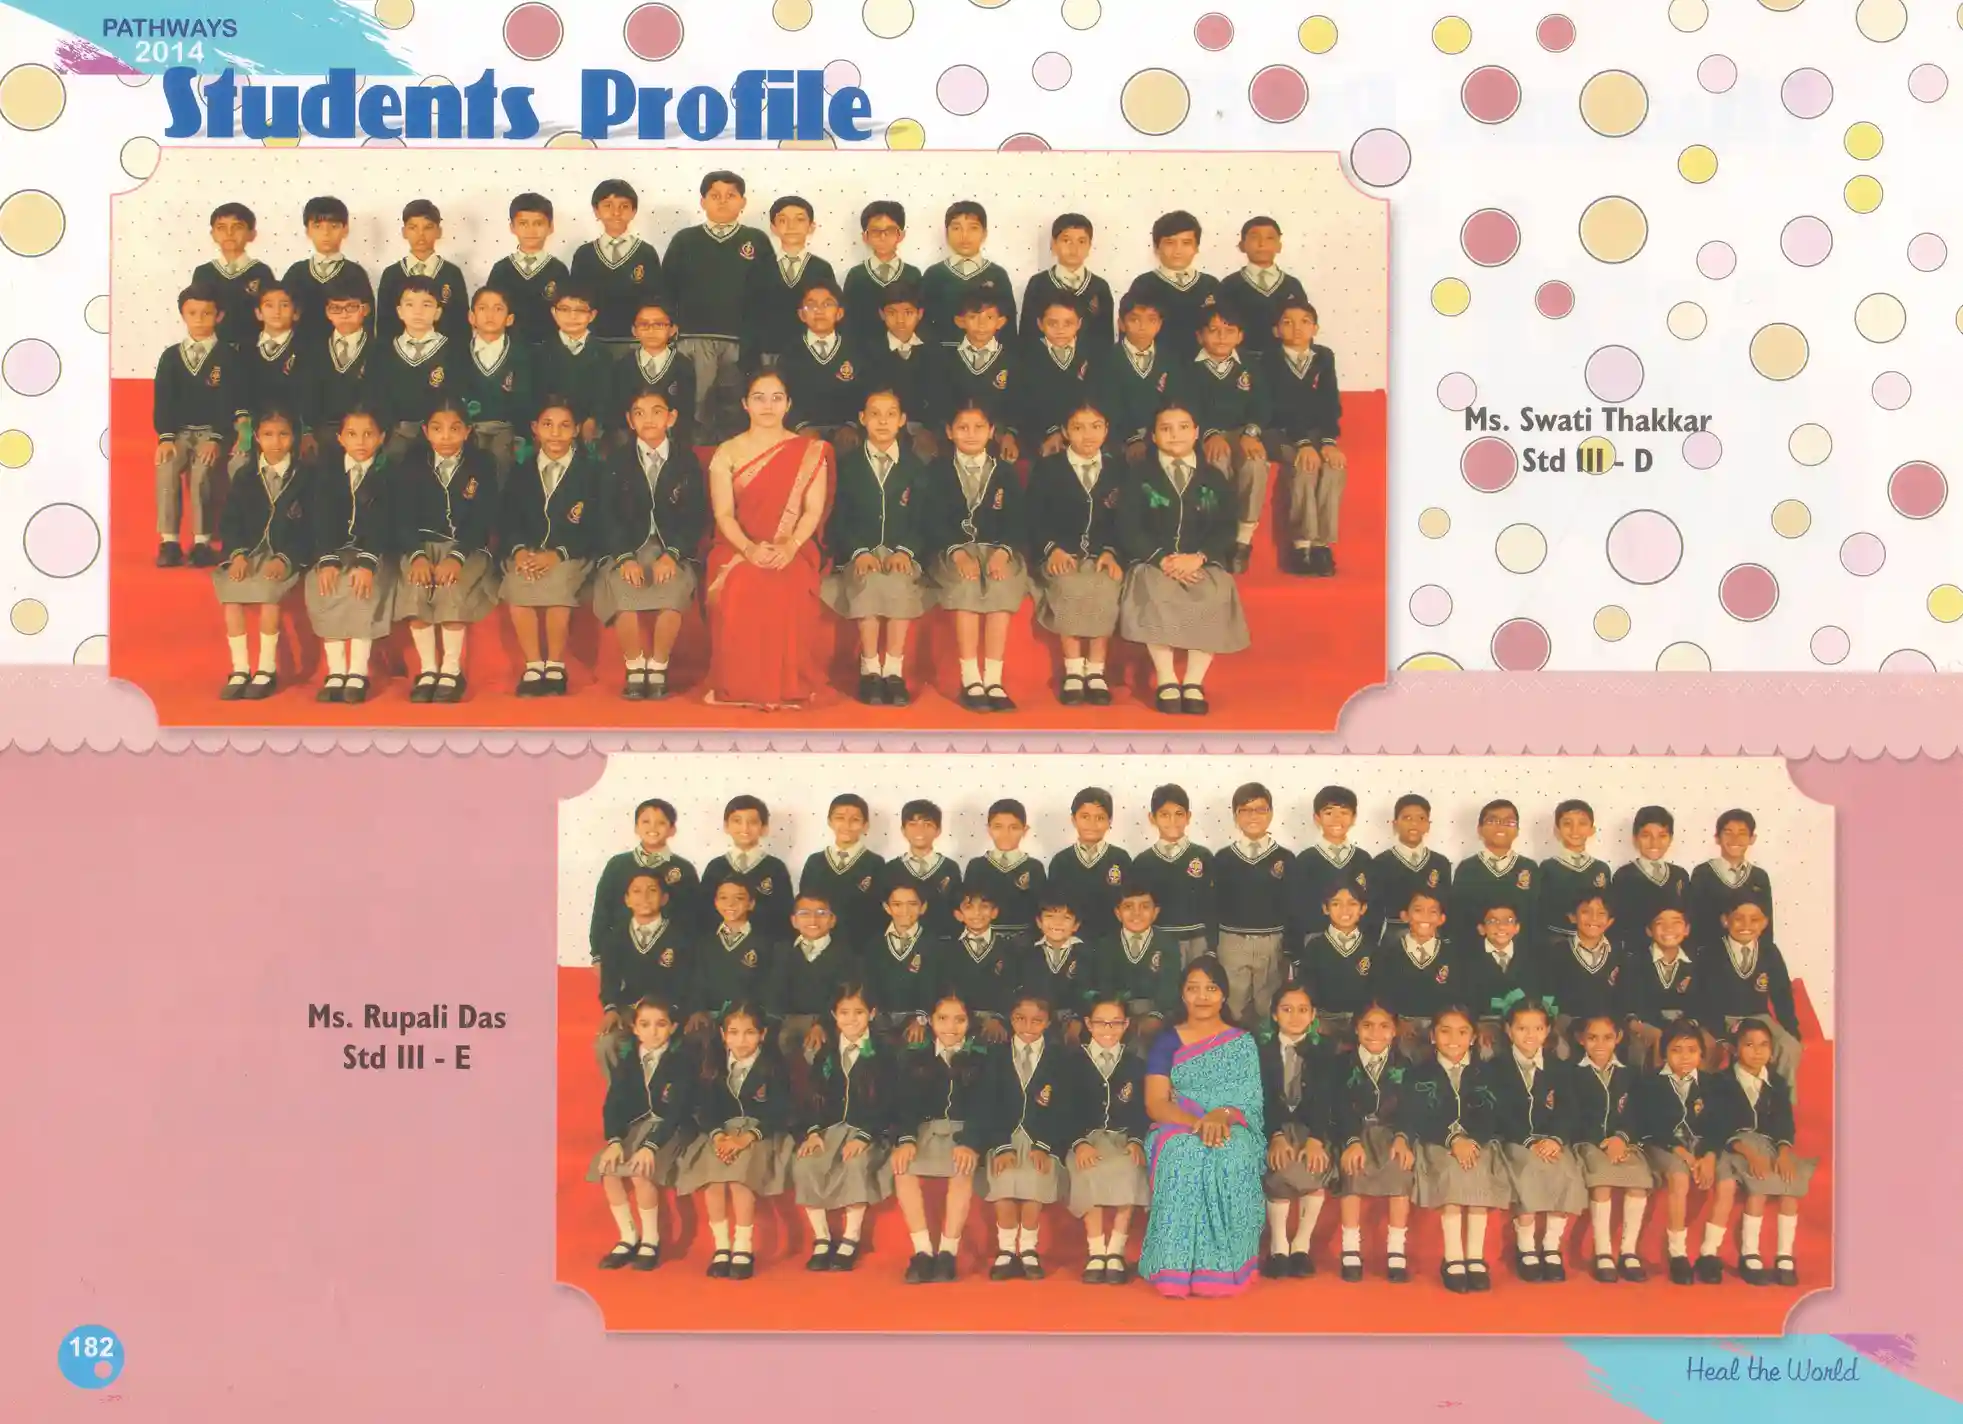 PATHWAYS
2014
Students Profile
Ms. Swati Thakkar
Std III - D
Ms. Rupali Das
Std III - E
182
Heal the World